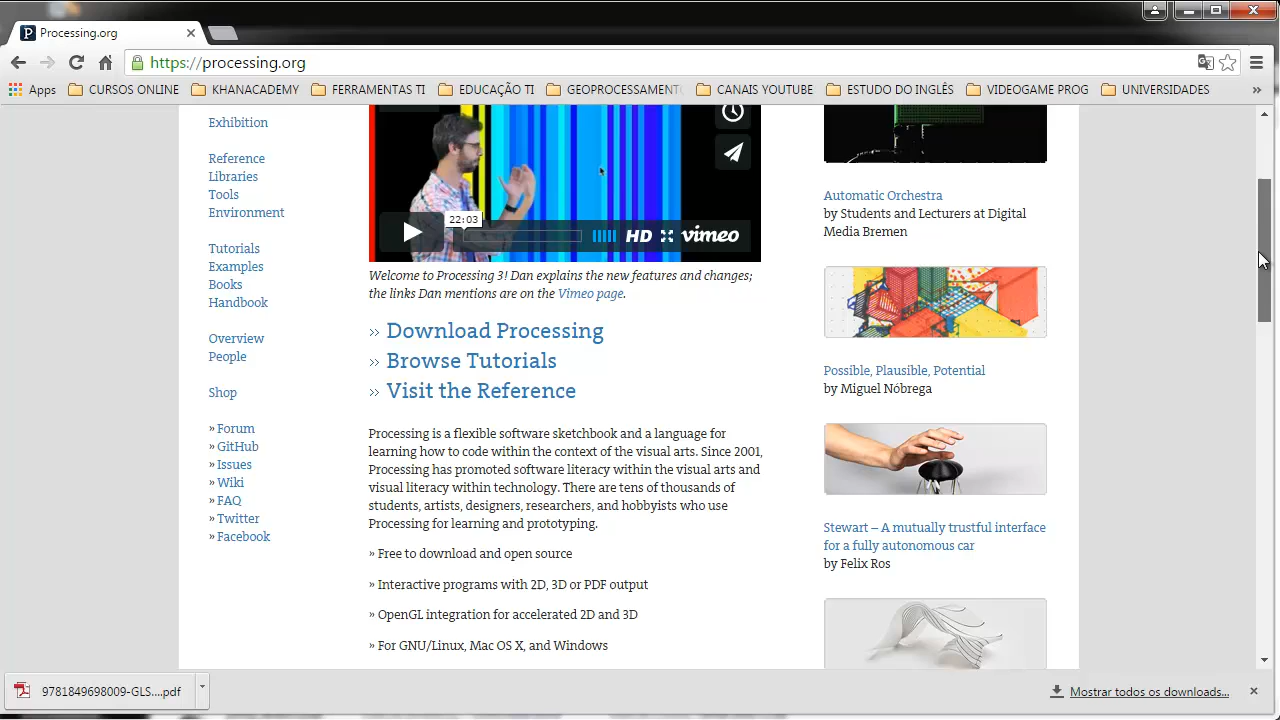 Processing.org
https://processing.org
Apps CURSOS ONLINE KHANACADEMY FERRAMENTAS TI EDUCAÇÃO TI GEOPROCESSAMENT CANAIS YOUTUBE ESTUDO DO INGLÊS VIDEOGAME PROG UNIVERSIDADES »
Exhibition
Reference
Libraries
Tools
Environment
Tutorials
Examples
Books
Handbook
Overview
People
Shop
» Forum
» GitHub
» Issues
» Wiki
» FAQ
» Twitter
» Facebook
22:03
HD vimeo
Welcome to Processing 3! Dan explains the new features and changes;
the links Dan mentions are on the Vimeo page.
» Download Processing
» Browse Tutorials
» Visit the Reference
Processing is a flexible software sketchbook and a language for
learning how to code within the context of the visual arts. Since 2001,
Processing has promoted software literacy within the visual arts and
visual literacy within technology. There are tens of thousands of
students, artists, designers, researchers, and hobbyists who use
Processing for learning and prototyping.
» Free to download and open source
» Interactive programs with 2D, 3D or PDF output
» OpenGL integration for accelerated 2D and 3D
» For GNU/Linux, Mac OS X, and Windows
Automatic Orchestra
by Students and Lecturers at Digital
Media Bremen
Possible, Plausible, Potential
by Miguel Nóbrega
Stewart – A mutually trustful interface
for a fully autonomous car
by Felix Ros
9781849698009-GLS....pdf
Mostrar todos os downloads...